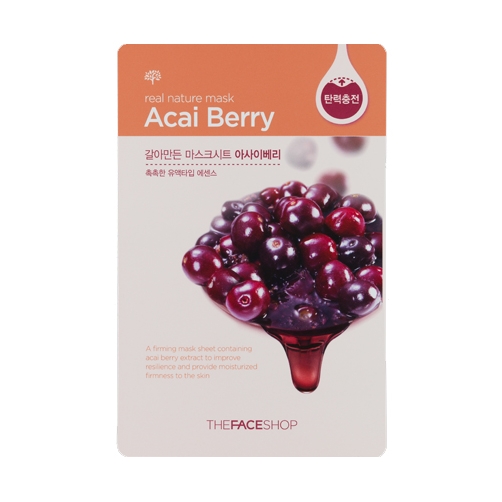 real nature mask
Acai Berry
탄력충전
갈아만든 마스크시트 아사이베리
촉촉한 유액타입 에센스
A firming mask sheet containing
acai berry extract to improve
resilience and provide moisturized
firmness to the skin
THEFACESHOP